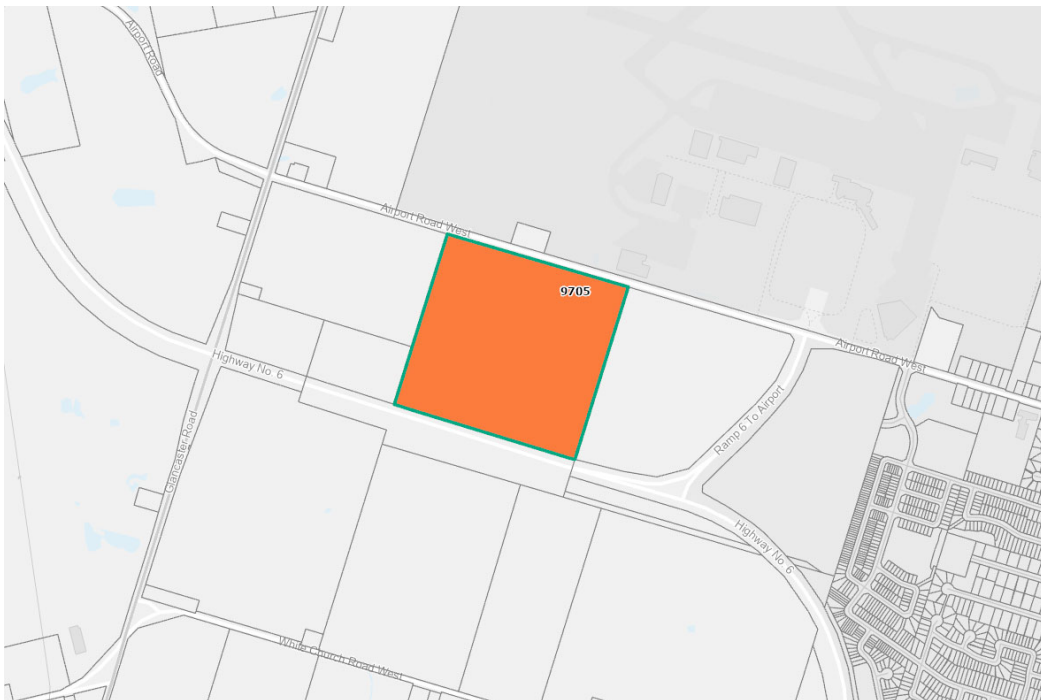 Airport Road
Airport Road West
9705
Highway No. 6
Airport Road West
Glancaster Road
Ramp 6 To Airport
Highway No. 6
White Church Road West